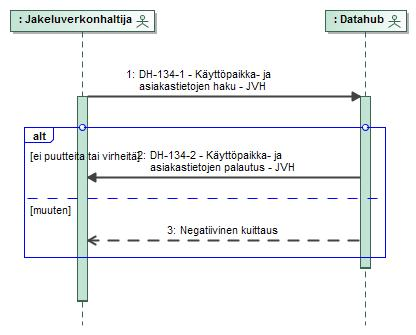 : Jakeluverkonhaltija
: Datahub
1: DH-134-1 - Käyttöpaikka- ja
asiakastietojen haku - JVH
alt
[ei puutteita tai virheitä]
2: DH-134-2 - Käyttöpaikka- ja
asiakastietojen palautus - JVH
[muuten]
3: Negatiivinen kuittaus